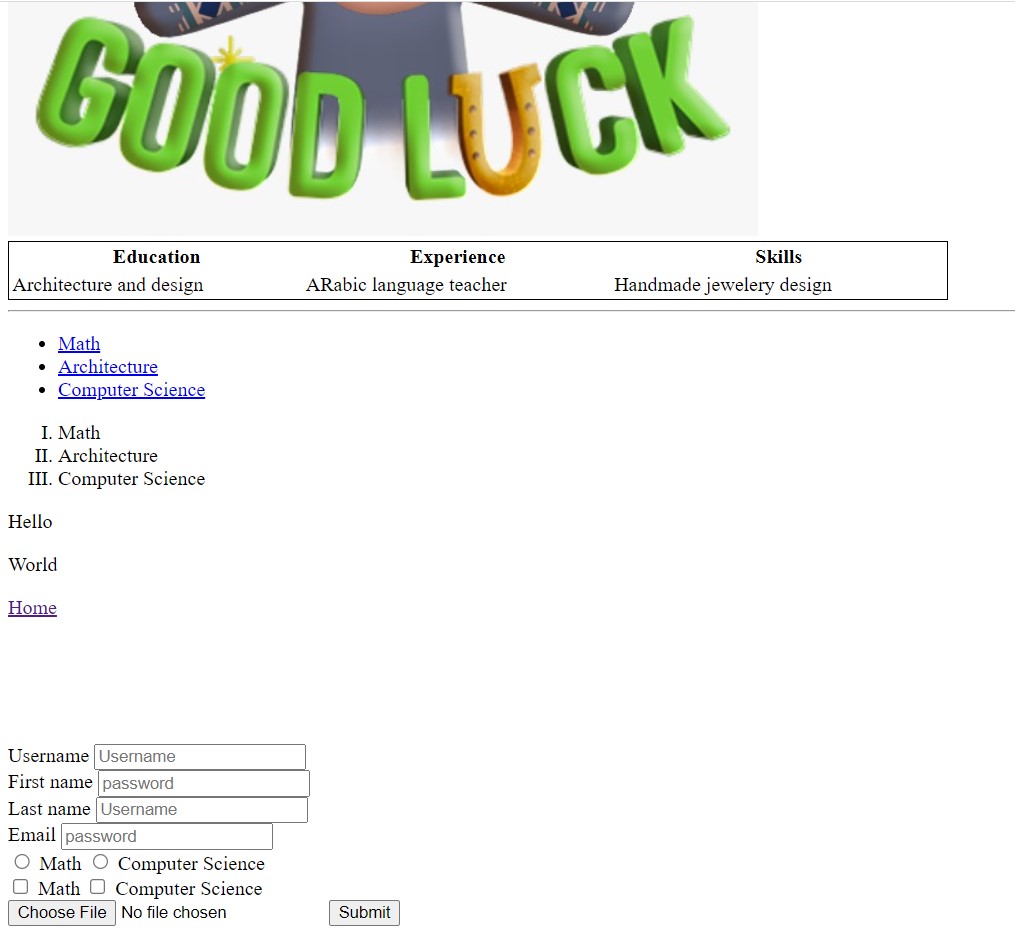 GOOD LUCK
Education Experience Skills
Architecture and design ARabic language teacher Handmade jewelery design
Math
Architecture
Computer Science
I. Math
II. Architecture
III. Computer Science
Hello
World
Home
Username Username
First name password
Last name Username
Email password
Math Computer Science
Math Computer Science
Choose File No file chosen Submit